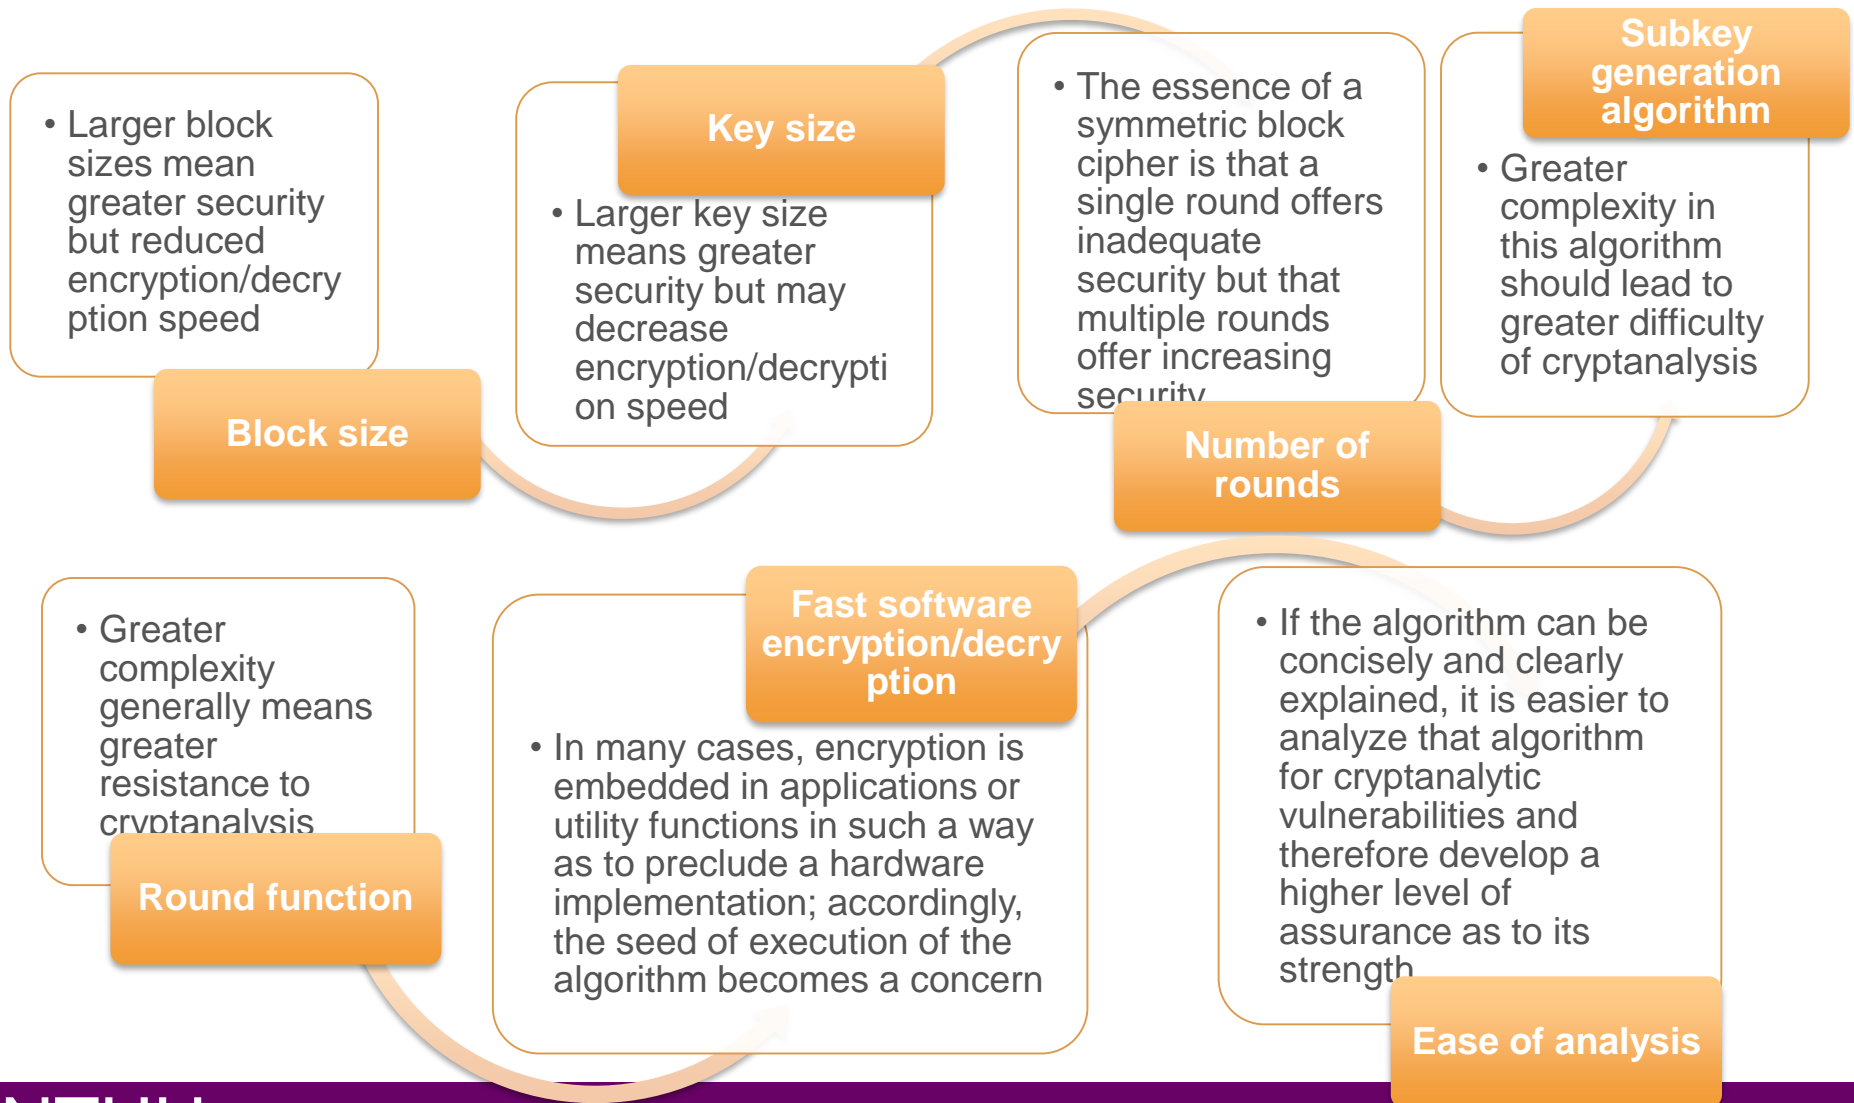 • Larger block
sizes mean
greater security
but reduced
encryption/decry
ption speed
Block size
Key size
• Larger key size
means greater
security but may
decrease
encryption/decrypti
on speed
• The essence of a
symmetric block
cipher is that a
single round offers
inadequate
security but that
multiple rounds
offer increasing
security
Number of
rounds
Subkey
generation
algorithm
• Greater
complexity in
this algorithm
should lead to
greater difficulty
of cryptanalysis
• Greater
complexity
generally means
greater
resistance to
cryptanalysis
Round function
Fast software
encryption/decry
ption
• In many cases, encryption is
embedded in applications or
utility functions in such a way
as to preclude a hardware
implementation; accordingly,
the seed of execution of the
algorithm becomes a concern
• If the algorithm can be
concisely and clearly
explained, it is easier to
analyze that algorithm
for cryptanalytic
vulnerabilities and
therefore develop a
higher level of
assurance as to its
strength
Ease of analysis